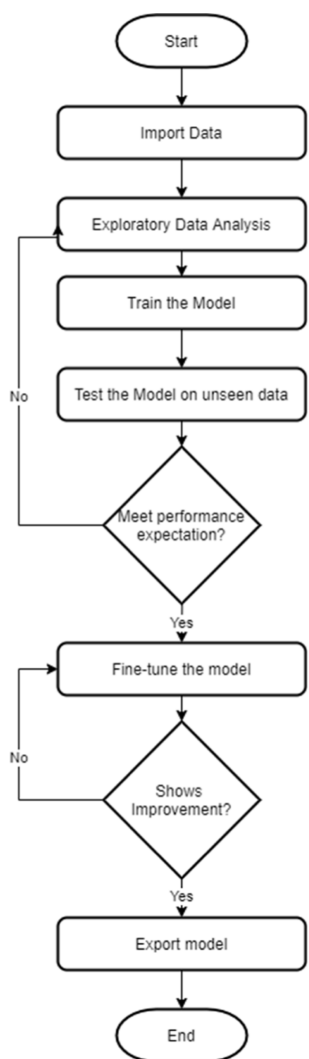 Start
Import Data
Exploratory Data Analysis
Train the Model
No
Test the Model on unseen data
Meet performance
expectation?
Yes
Fine-tune the model
No
Shows
Improvement?
Yes
Export model
End